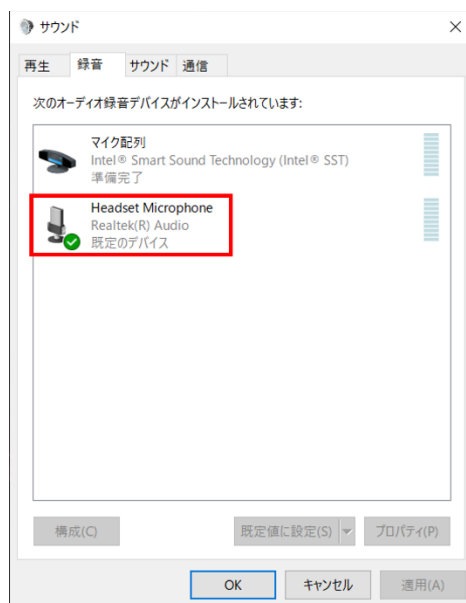 サウンド
再生 録音 サウンド 通信
次のオーディオ録音デバイスがインストールされています:
マイク配列
Intel® Smart Sound Technology (Intel® SST)
準備完了
Headset Microphone
Realtek(R) Audio
既定のデバイス
構成(C) 既定値に設定(S) プロパティ(P)
OK キャンセル 適用(A)